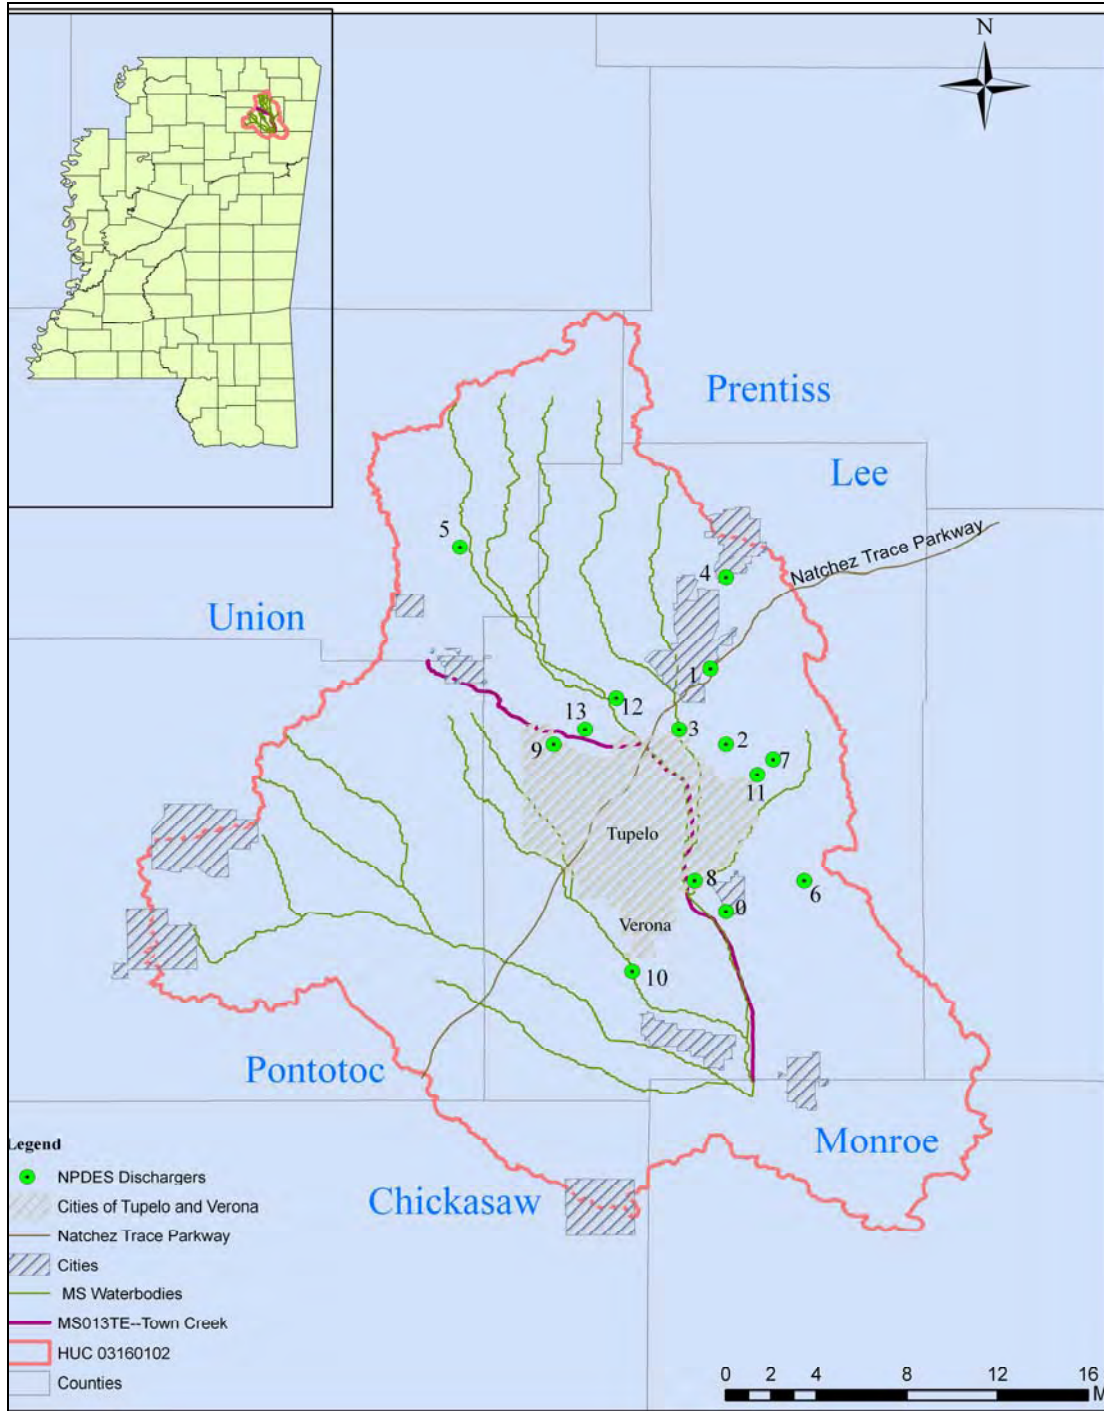 N
Prentiss
Lee
Natchez Trace Parkway
5
4
Union
1
12
13
3
2
9
7
11
Tupelo
8
6
0
Verona
10
Pontotoc
Monroe
Chickasaw
Legend
NPDES Dischargers
Cities of Tupelo and Verona
Natchez Trace Parkway
Cities
MS Waterbodies
MS013TE--Town Creek
HUC 03160102
Counties
0 2 4 8 12 16
M